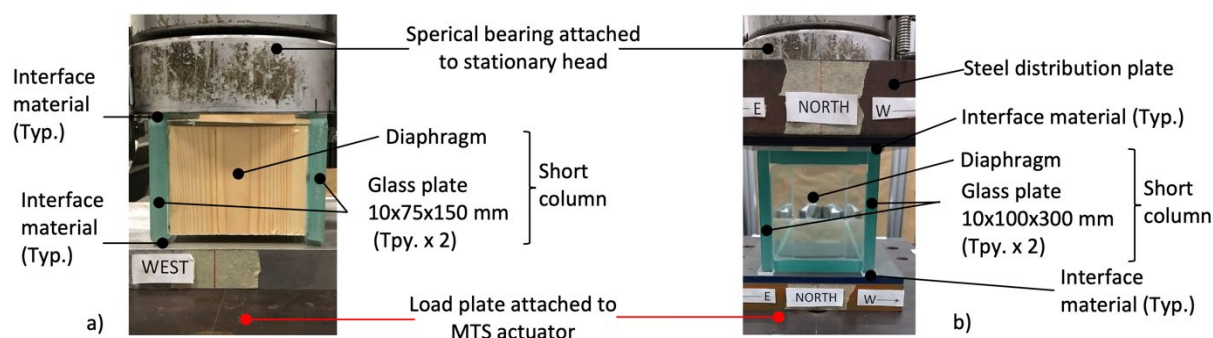 Sperical bearing attached
to stationary head
Interface
material
(Typ.)
Diaphragm
Glass plate
10x75x150 mm
(Tpy. x 2)
Short
column
Interface
material
(Typ.)
WEST
Load plate attached to
MTS actuator
a)
Steel distribution plate
E
NORTH
W
Interface material (Typ.)
Diaphragm
Glass plate
10x100x300 mm
(Tpy. x 2)
Short
column
Interface
material (Typ.)
E
NORTH
W
b)